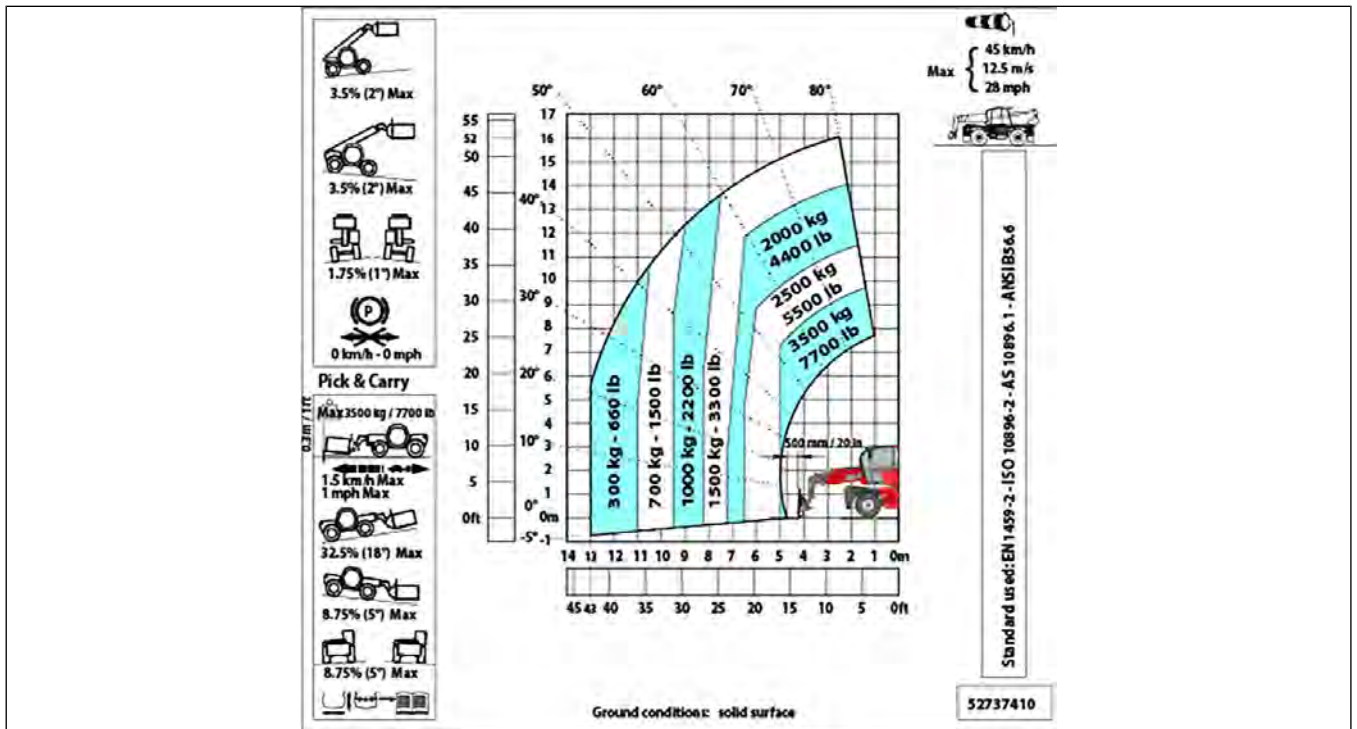 3.5% (2°) Max
3.5% (2°) Max
1.75% (1°) Max
P
0 km/h - 0 mph
Pick & Carry
0.3 m / 1 ft
Max 3500 kg / 7700 lb
1.5 km/h Max
1 mph Max
32.5% (18°) Max
8.75% (5°) Max
8.75% (5°) Max
50° 60° 70° 80°
40°
30°
20°
10°
0°
-5°
55
52
50
45
40
35
30
25
20
15
10
5
0ft
17
16
15
14
13
12
11
10
9
8
7
6
5
4
3
2
1
0m
-1
2000 kg
4400 lb
2500 kg
5500 lb
3500 kg
7700 lb
300 kg - 660 lb
700 kg - 1500 lb
1000 kg - 2200 lb
1500 kg - 3300 lb
500 mm / 20 in
14 13 12 11 10 9 8 7 6 5 4 3 2 1 0m
45 43 40 35 30 25 20 15 10 5 0ft
Ground conditions: solid surface
Max
45 km/h
12.5 m/s
28 mph
Standard used: EN 1459-2 - ISO 10896-2 - AS 10896.1 - ANSIB56.6
52737410